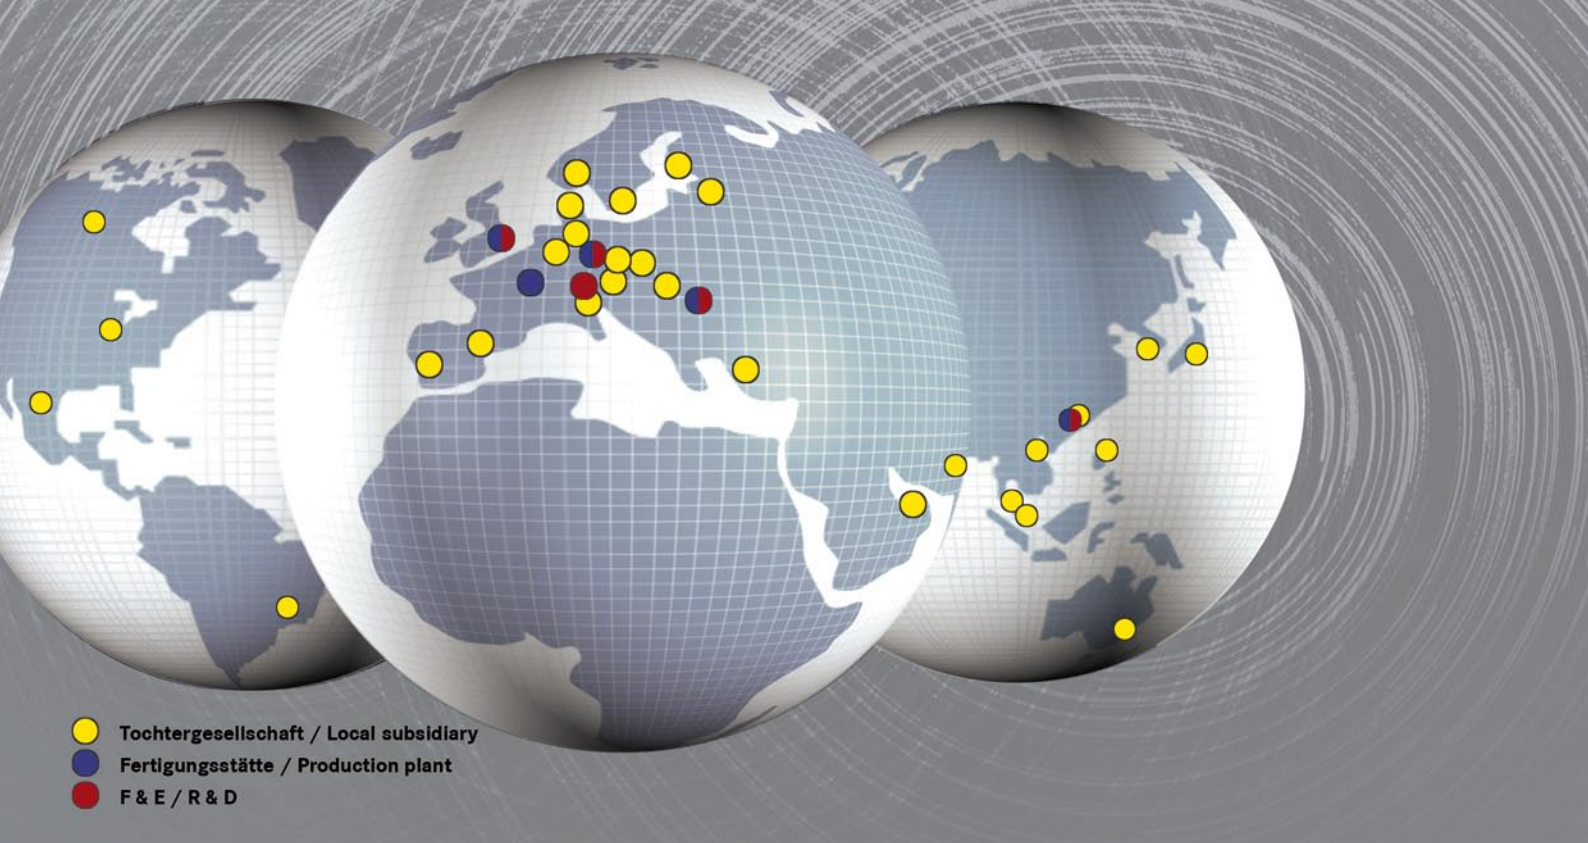 Tochtergesellschaft / Local subsidiary
Fertigungsstätte / Production plant
F & E / R & D